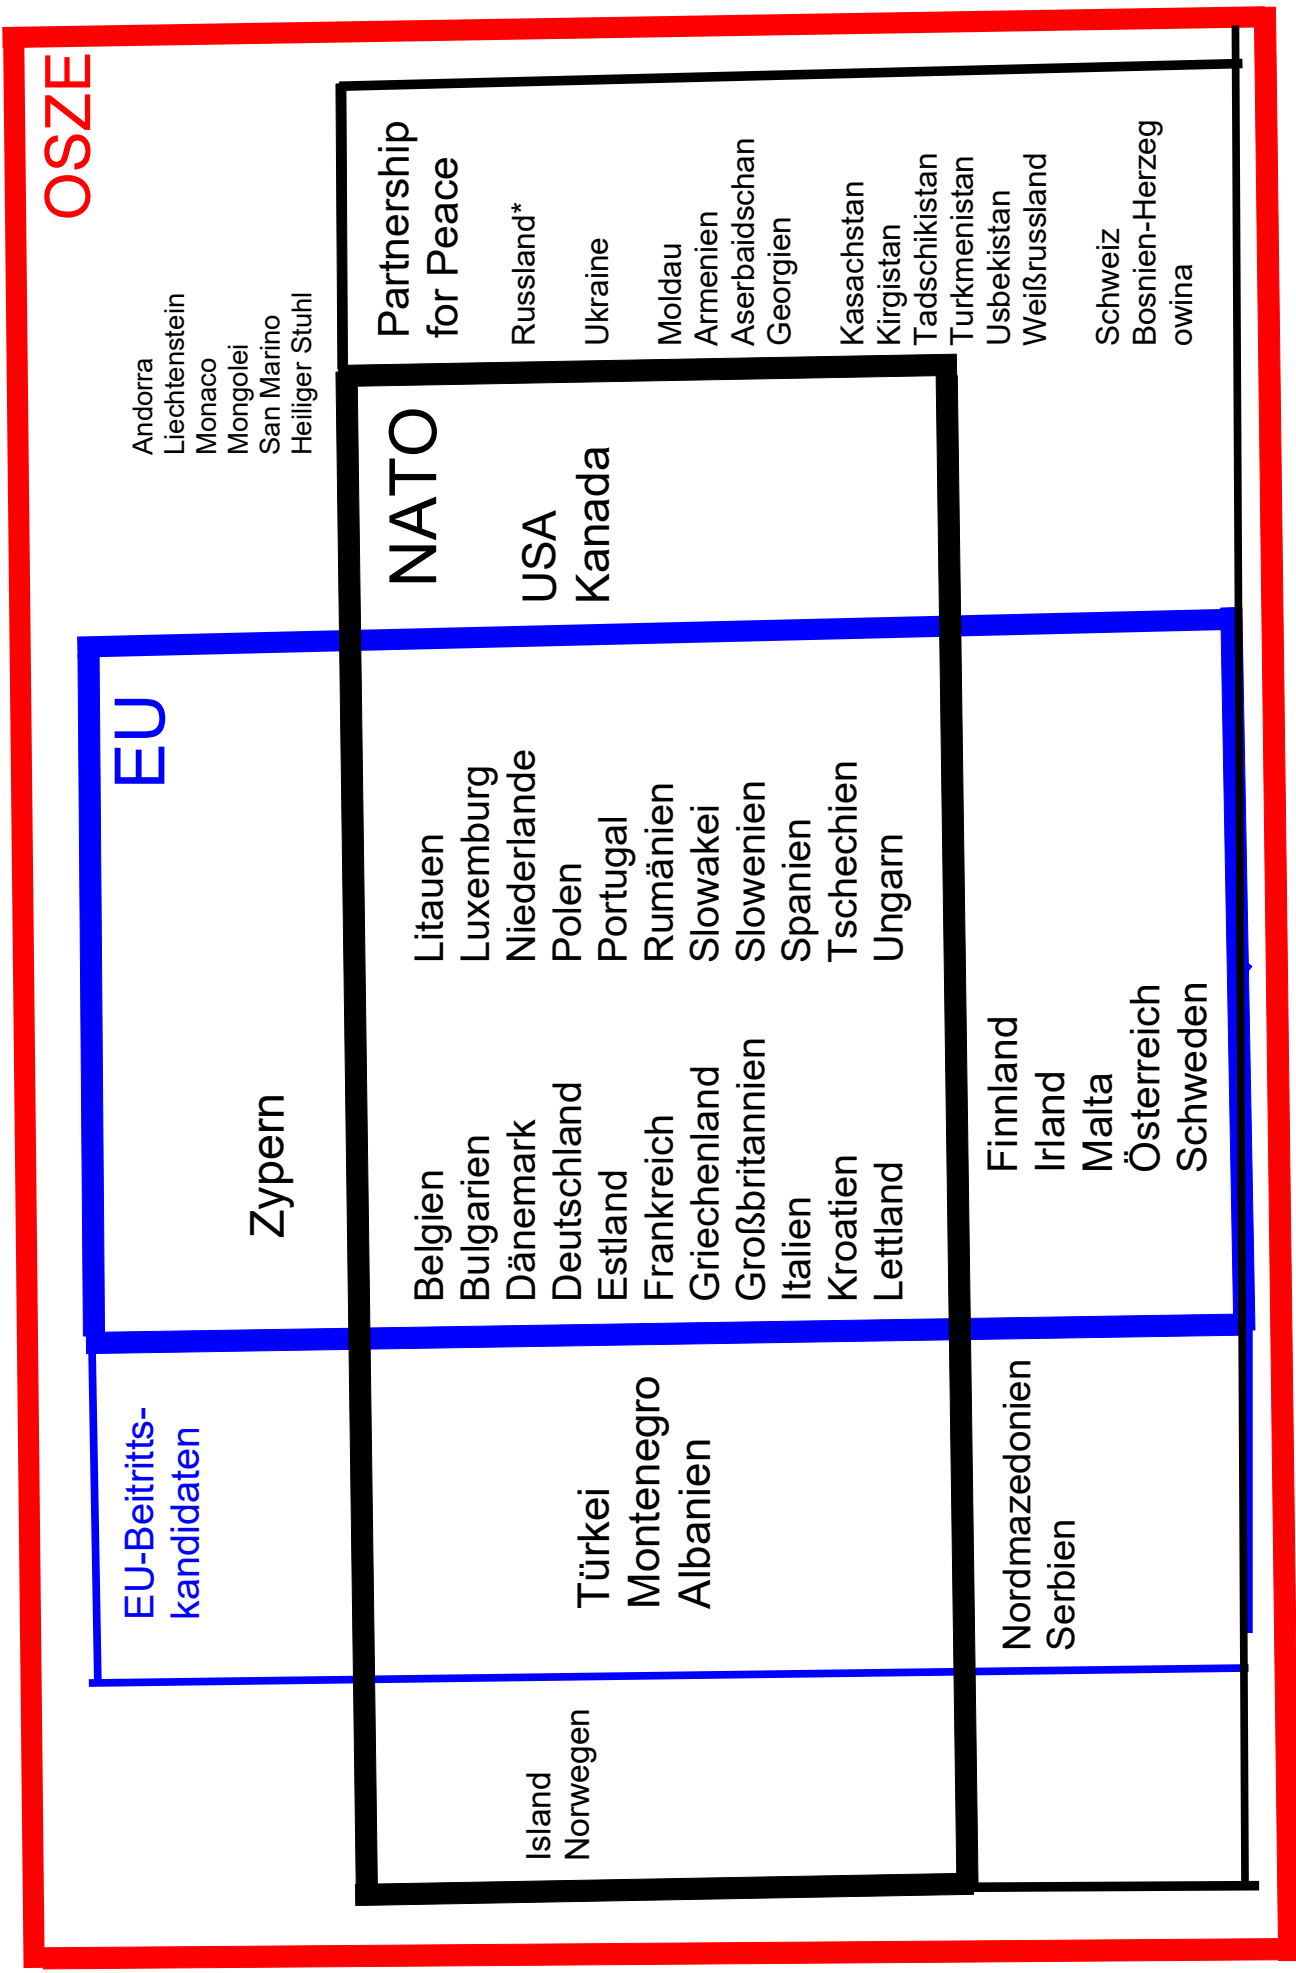 OSZE
Andorra
Liechtenstein
Monaco
Mongolei
San Marino
Heiliger Stuhl
EU
Zypern
EU-Beitritts-
kandidaten
Partnership
for Peace
Russland*
Ukraine
Moldau
Armenien
Aserbaidschan
Georgien
Kasachstan
Kirgistan
Tadschikistan
Turkmenistan
Usbekistan
Weißrussland
Schweiz
Bosnien-Herzeg
owina
NATO
USA
Kanada
Litauen
Luxemburg
Niederlande
Polen
Portugal
Rumänien
Slowakei
Slowenien
Spanien
Tschechien
Ungarn
Belgien
Bulgarien
Dänemark
Deutschland
Estland
Frankreich
Griechenland
Großbritannien
Italien
Kroatien
Lettland
Türkei
Montenegro
Albanien
Island
Norwegen
Finnland
Irland
Malta
Österreich
Schweden
Nordmazedonien
Serbien